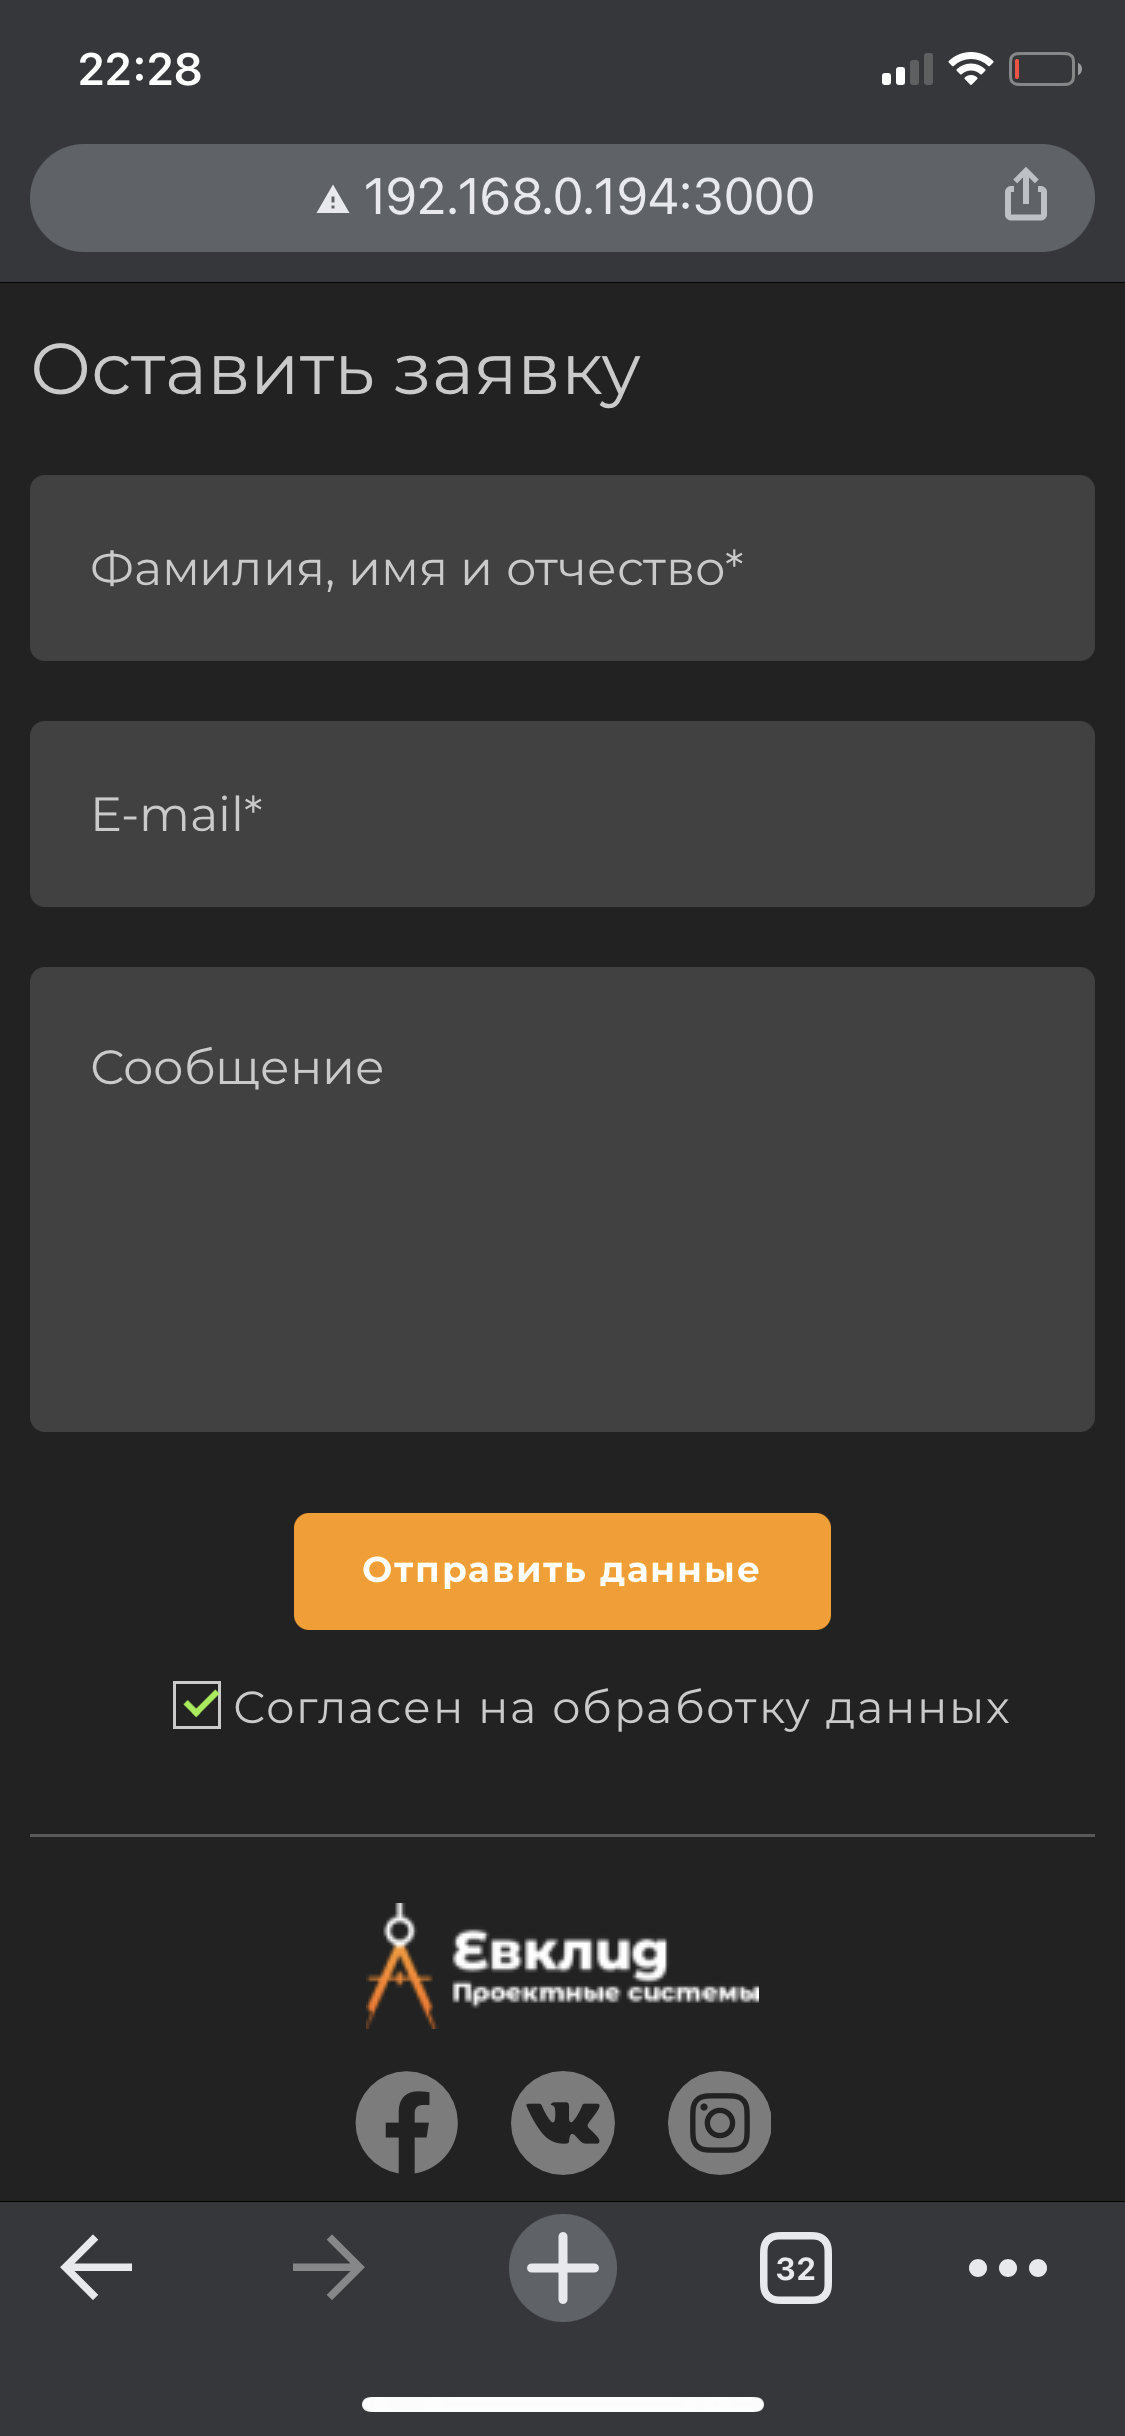 22:28
192.168.0.194:3000
Оставить заявку
Фамилия, имя и отчество*
E-mail*
Сообщение
Отправить данные
Согласен на обработку данных
Евклид
Проектные системы
32